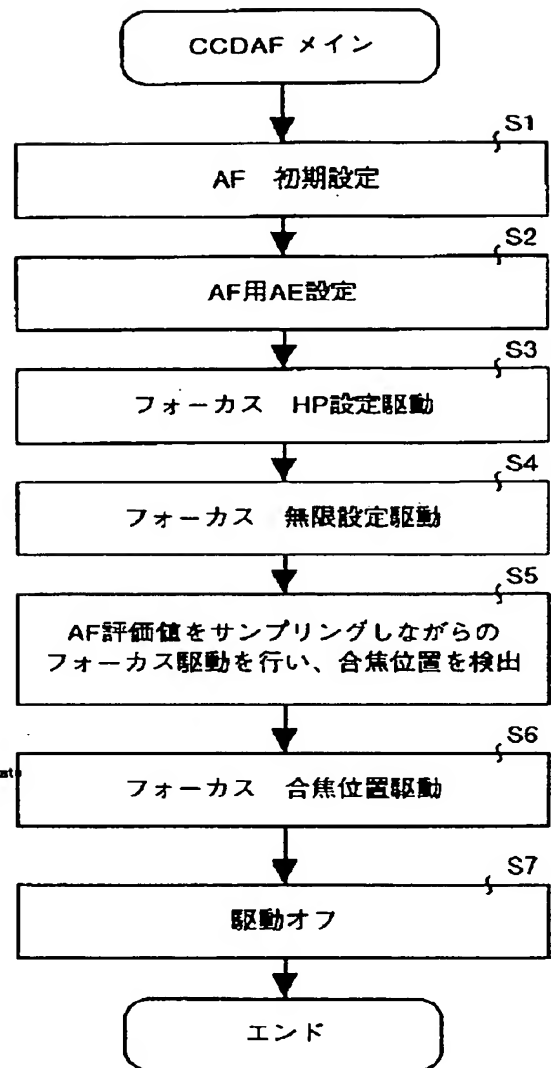 CCDAF メイン
S1
AF 初期設定
S2
AF用AE設定
S3
フォーカス HP設定駆動
S4
フォーカス 無限設定駆動
S5
AF評価値をサンプリングしながらの
フォーカス駆動を行い、合焦位置を検出
S6
フォーカス 合焦位置駆動
S7
駆動オフ
エンド